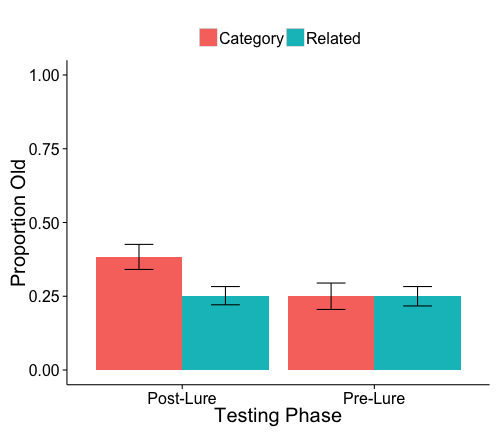 Category Related
1.00
0.75
0.50
0.25
0.00
Proportion Old
Post-Lure Pre-Lure
Testing Phase